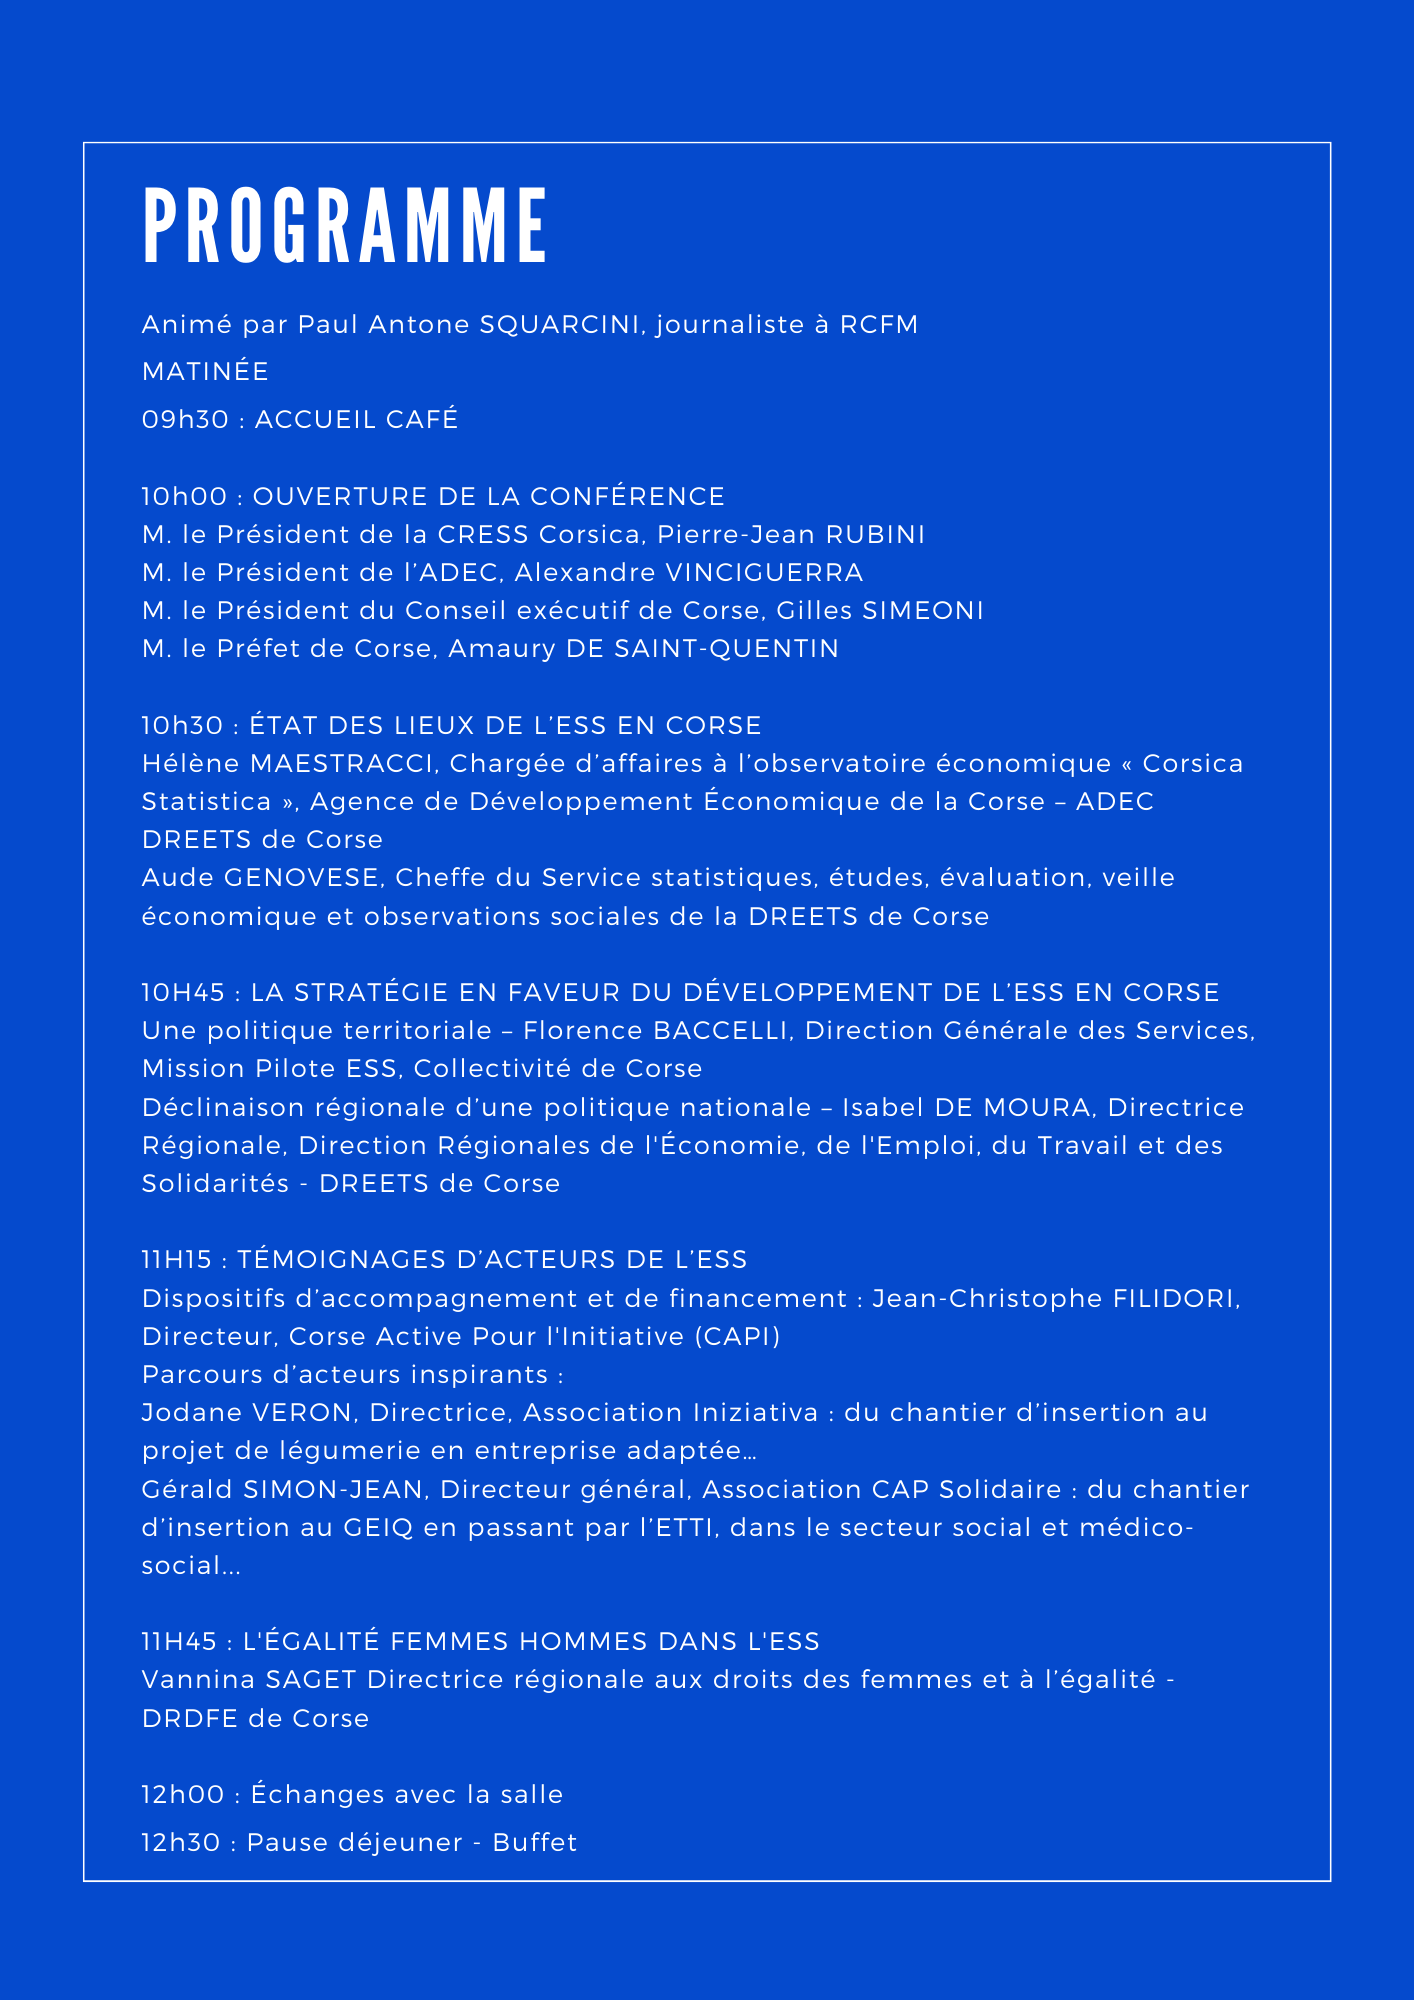 PROGRAMME
Animé par Paul Antone SQUARCINI, journaliste à RCFM
MATINÉE
09h30 : ACCUEIL CAFÉ
10h00 : OUVERTURE DE LA CONFÉRENCE
M. le Président de la CRESS Corsica, Pierre-Jean RUBINI
M. le Président de l’ADEC, Alexandre VINCIGUERRA
M. le Président du Conseil exécutif de Corse, Gilles SIMEONI
M. le Préfet de Corse, Amaury DE SAINT-QUENTIN
10h30 : ÉTAT DES LIEUX DE L’ESS EN CORSE
Hélène MAESTRACCI, Chargée d’affaires à l’observatoire économique « Corsica
Statistica », Agence de Développement Économique de la Corse – ADEC
DREETS de Corse
Aude GENOVESE, Cheffe du Service statistiques, études, évaluation, veille
économique et observations sociales de la DREETS de Corse
10H45 : LA STRATÉGIE EN FAVEUR DU DÉVELOPPEMENT DE L’ESS EN CORSE
Une politique territoriale – Florence BACCELLI, Direction Générale des Services,
Mission Pilote ESS, Collectivité de Corse
Déclinaison régionale d’une politique nationale – Isabel DE MOURA, Directrice
Régionale, Direction Régionales de l'Économie, de l'Emploi, du Travail et des
Solidarités - DREETS de Corse
11H15 : TÉMOIGNAGES D’ACTEURS DE L’ESS
Dispositifs d’accompagnement et de financement : Jean-Christophe FILIDORI,
Directeur, Corse Active Pour l'Initiative (CAPI)
Parcours d’acteurs inspirants :
Jodane VERON, Directrice, Association Iniziativa : du chantier d’insertion au
projet de légumerie en entreprise adaptée…
Gérald SIMON-JEAN, Directeur général, Association CAP Solidaire : du chantier
d’insertion au GEIQ en passant par l’ETTI, dans le secteur social et médico-
social...
11H45 : L'ÉGALITÉ FEMMES HOMMES DANS L'ESS
Vannina SAGET Directrice régionale aux droits des femmes et à l’égalité -
DRDFE de Corse
12h00 : Échanges avec la salle
12h30 : Pause déjeuner - Buffet